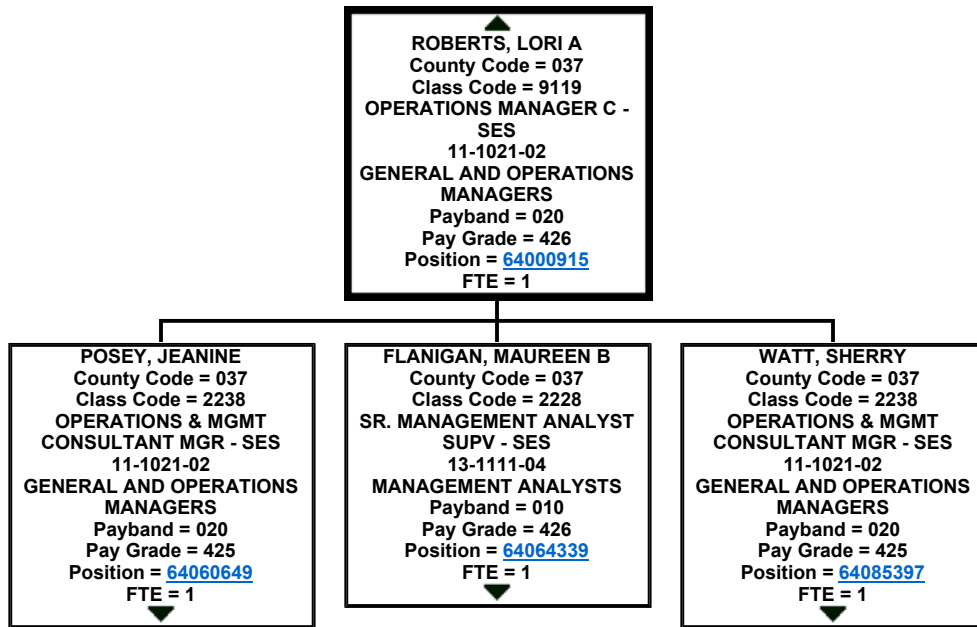 ROBERTS, LORI A
County Code = 037
Class Code = 9119
OPERATIONS MANAGER C -
SES
11-1021-02
GENERAL AND OPERATIONS
MANAGERS
Payband = 020
Pay Grade = 426
Position = 64000915
FTE = 1
POSEY, JEANINE
County Code = 037
Class Code = 2238
OPERATIONS & MGMT
CONSULTANT MGR - SES
11-1021-02
GENERAL AND OPERATIONS
MANAGERS
Payband = 020
Pay Grade = 425
Position = 64060649
FTE = 1
FLANIGAN, MAUREEN B
County Code = 037
Class Code = 2228
SR. MANAGEMENT ANALYST
SUPV - SES
13-1111-04
MANAGEMENT ANALYSTS
Payband = 010
Pay Grade = 426
Position = 64064339
FTE = 1
WATT, SHERRY
County Code = 037
Class Code = 2238
OPERATIONS & MGMT
CONSULTANT MGR - SES
11-1021-02
GENERAL AND OPERATIONS
MANAGERS
Payband = 020
Pay Grade = 425
Position = 64085397
FTE = 1